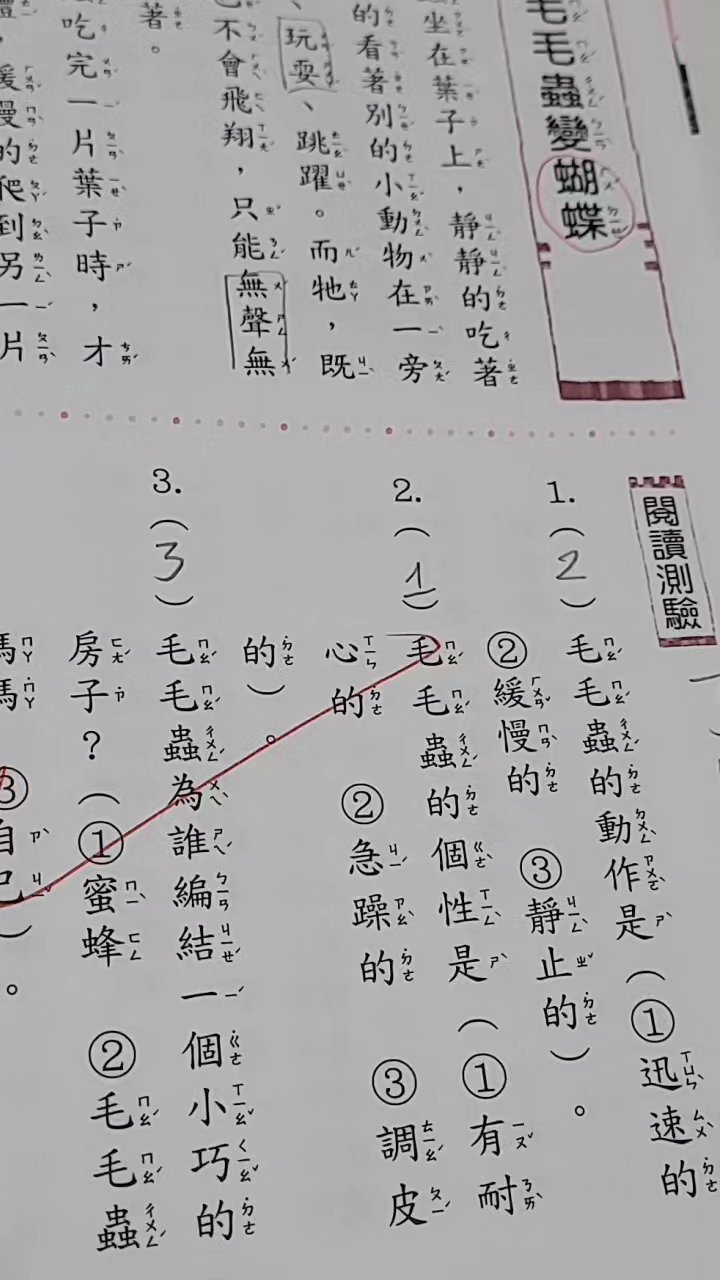 毛毛蟲變蝴蝶
坐在葉子上，靜靜的吃著
的看著別的小動物在一旁
、玩耍、跳躍。而牠，既
不會飛翔，只能無聲無
著。
吃完一片葉子時，才
慢的爬到另一片
閱讀測驗
1.（2）毛毛蟲的動作是（①迅速的
②緩慢的 ③靜止的）。
2.（1）毛毛蟲的個性是（①有耐
心的 ②急躁的 ③調皮
的）。
3.（3）毛毛蟲為誰編結一個小巧的
房子？（①蜜蜂 ②毛毛蟲
媽媽 ③自己）。